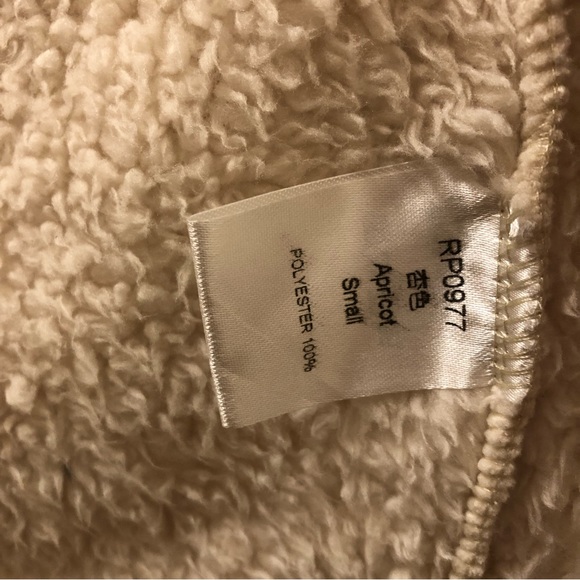 RP0977
杏色
Apricot
Small
POLYESTER 100%